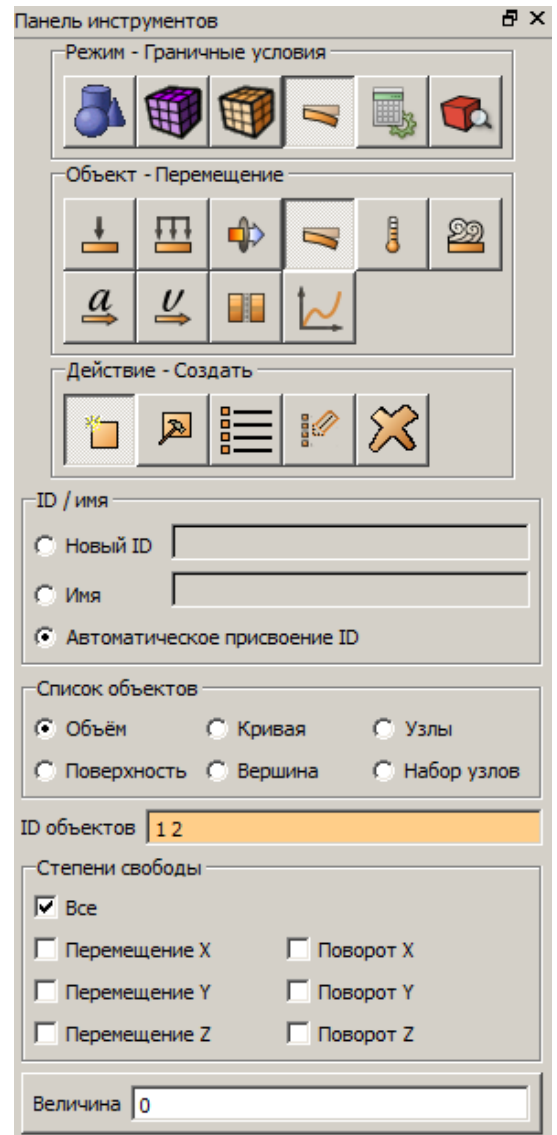 Панель инструментов
Режим - Граничные условия
Объект - Перемещение
a
υ
Действие - Создать
ID / имя
Новый ID
Имя
Автоматическое присвоение ID
Список объектов
Объём Кривая Узлы
Поверхность Вершина Набор узлов
ID объектов 1 2
Степени свободы
Все
Перемещение X Поворот X
Перемещение Y Поворот Y
Перемещение Z Поворот Z
Величина 0